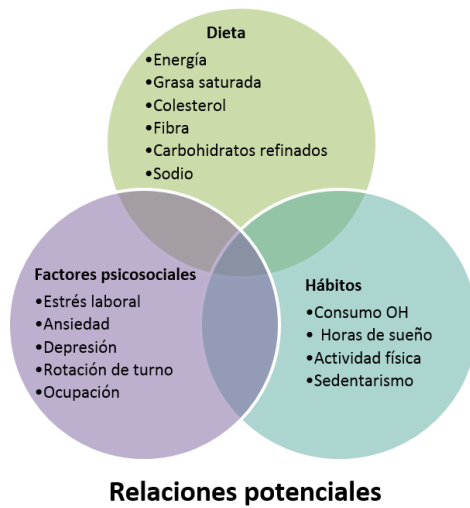 Dieta
•Energía
•Grasa saturada
•Colesterol
•Fibra
•Carbohidratos refinados
•Sodio
Factores psicosociales
•Estrés laboral
•Ansiedad
•Depresión
•Rotación de turno
•Ocupación
Hábitos
•Consumo OH
• Horas de sueño
•Actividad física
•Sedentarismo
Relaciones potenciales